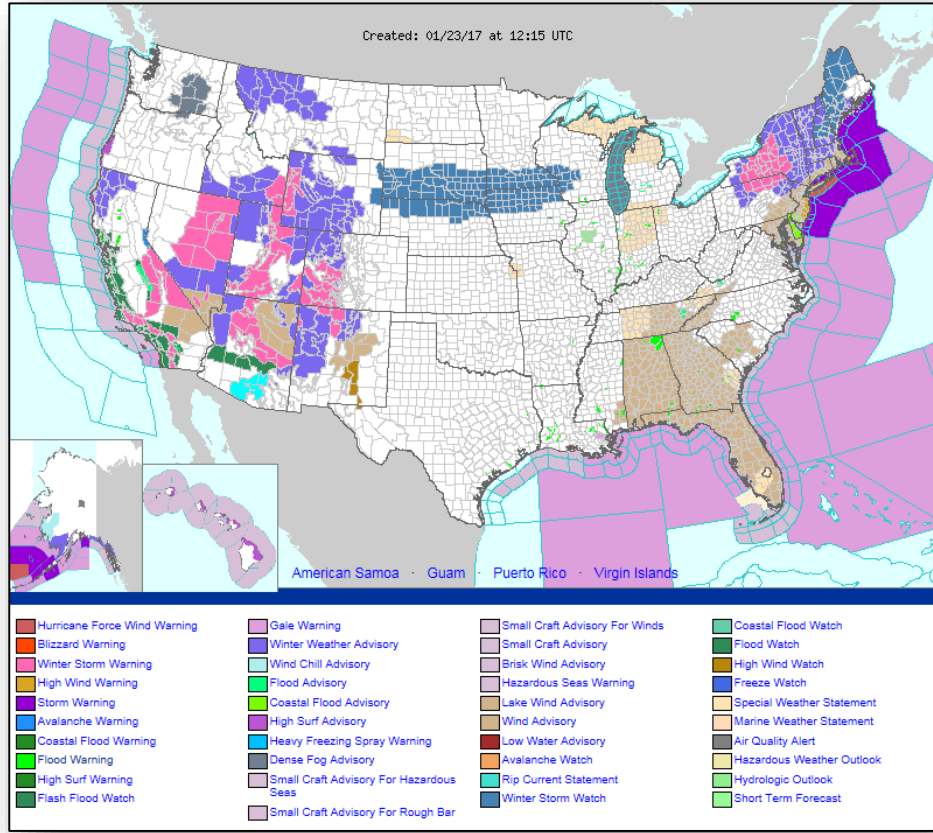 Created: 01/23/17 at 12:15 UTC
American Samoa · Guam · Puerto Rico · Virgin Islands
Hurricane Force Wind Warning
Blizzard Warning
Winter Storm Warning
High Wind Warning
Storm Warning
Avalanche Warning
Coastal Flood Warning
Flood Warning
High Surf Warning
Flash Flood Watch
Gale Warning
Winter Weather Advisory
Wind Chill Advisory
Flood Advisory
Coastal Flood Advisory
High Surf Advisory
Heavy Freezing Spray Warning
Dense Fog Advisory
Small Craft Advisory For Hazardous
Seas
Small Craft Advisory For Rough Bar
Small Craft Advisory For Winds
Small Craft Advisory
Brisk Wind Advisory
Hazardous Seas Warning
Lake Wind Advisory
Wind Advisory
Low Water Advisory
Avalanche Watch
Rip Current Statement
Winter Storm Watch
Coastal Flood Watch
Flood Watch
High Wind Watch
Freeze Watch
Special Weather Statement
Marine Weather Statement
Air Quality Alert
Hazardous Weather Outlook
Hydrologic Outlook
Short Term Forecast